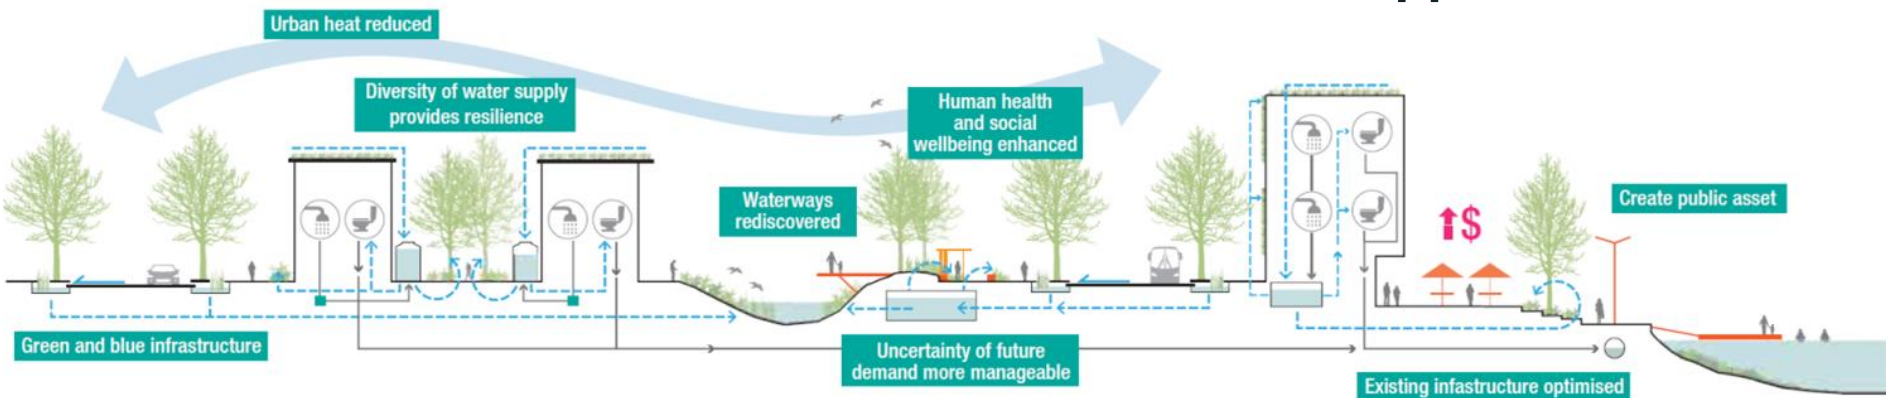 Urban heat reduced
Diversity of water supply
provides resilience
Human health
and social
wellbeing enhanced
Waterways
rediscovered
Create public asset
$
Green and blue infrastructure
Uncertainty of future
demand more manageable
Existing infastructure optimised